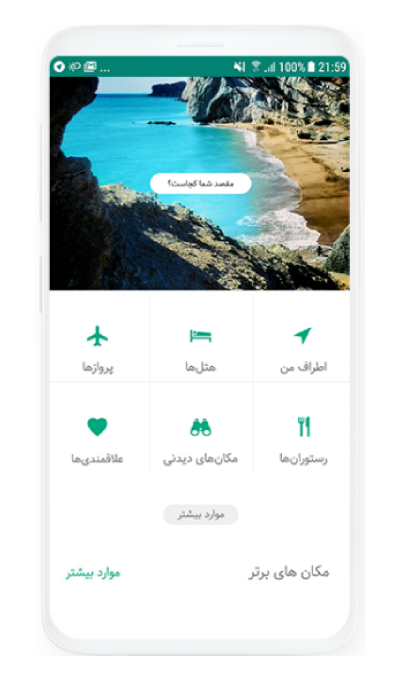 ... 100% 21:59
مقصد شما کجاست؟
اطراف من
هتل‌ها
پروازها
رستوران‌ها
مکان‌های دیدنی
علاقمندی‌ها
موارد بیشتر
مکان های برتر
موارد بیشتر